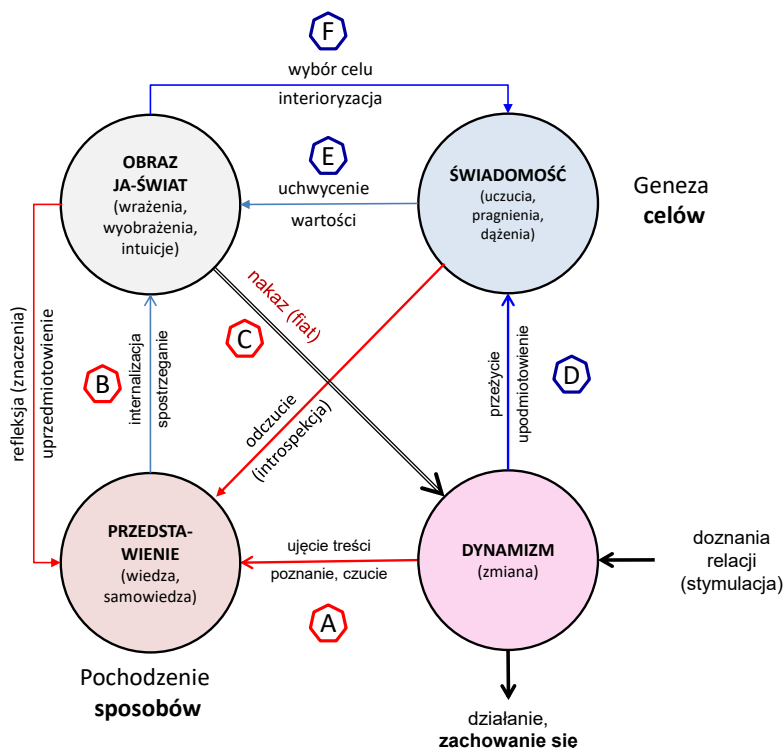 F
wybór celu
interioryzacja
OBRAZ
JA-ŚWIAT
(wrażenia,
wyobrażenia,
intuicje)
E
uchwycenie
wartości
ŚWIADOMOŚĆ
(uczucia,
pragnienia,
dążenia)
Geneza
celów
refleksja (znaczenia)
uprzedmiotowienie
B
internalizacja
spostrzeganie
nakaz (fiat)
C
odczucie
(introspekcja)
przeżycie
upodmiotowienie
D
PRZEDSTA-
WIENIE
(wiedza,
samowiedza)
ujęcie treści
poznanie, czucie
A
DYNAMIZM
(zmiana)
doznania
relacji
(stymulacja)
Pochodzenie
sposobów
działanie,
zachowanie się